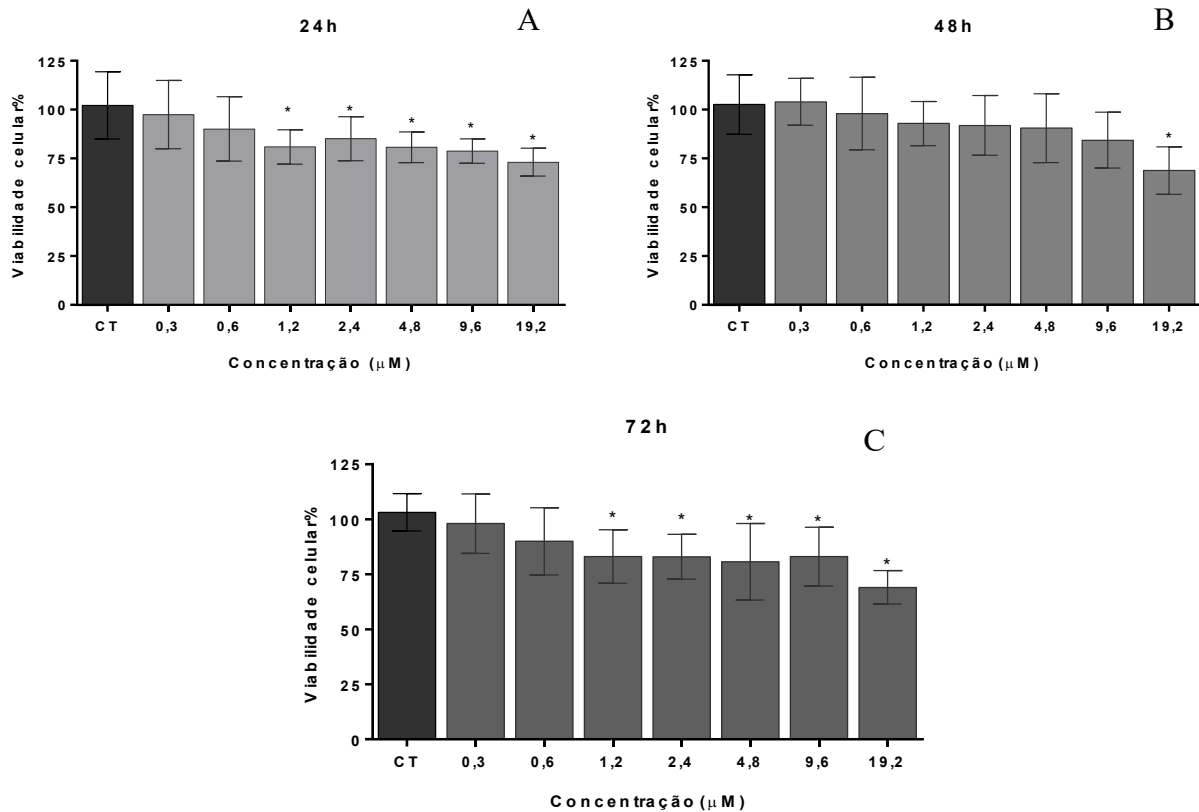 24h
A
Viabilidade celular%
125
100
75
50
25
0
* * * * *
CT 0,3 0,6 1,2 2,4 4,8 9,6 19,2
Concentração (μM)
48h
B
Viabilidade celular%
125
100
75
50
25
0
*
CT 0,3 0,6 1,2 2,4 4,8 9,6 19,2
Concentração (μM)
72h
C
Viabilidade celular%
125
100
75
50
25
0
* * * * *
CT 0,3 0,6 1,2 2,4 4,8 9,6 19,2
Concentração (μM)